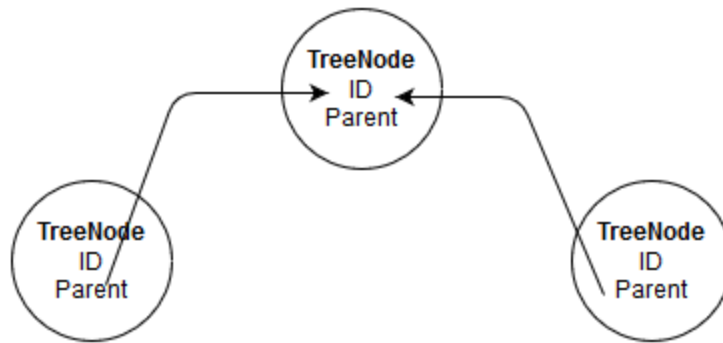 TreeNode
ID
Parent
TreeNode
ID
Parent
TreeNode
ID
Parent